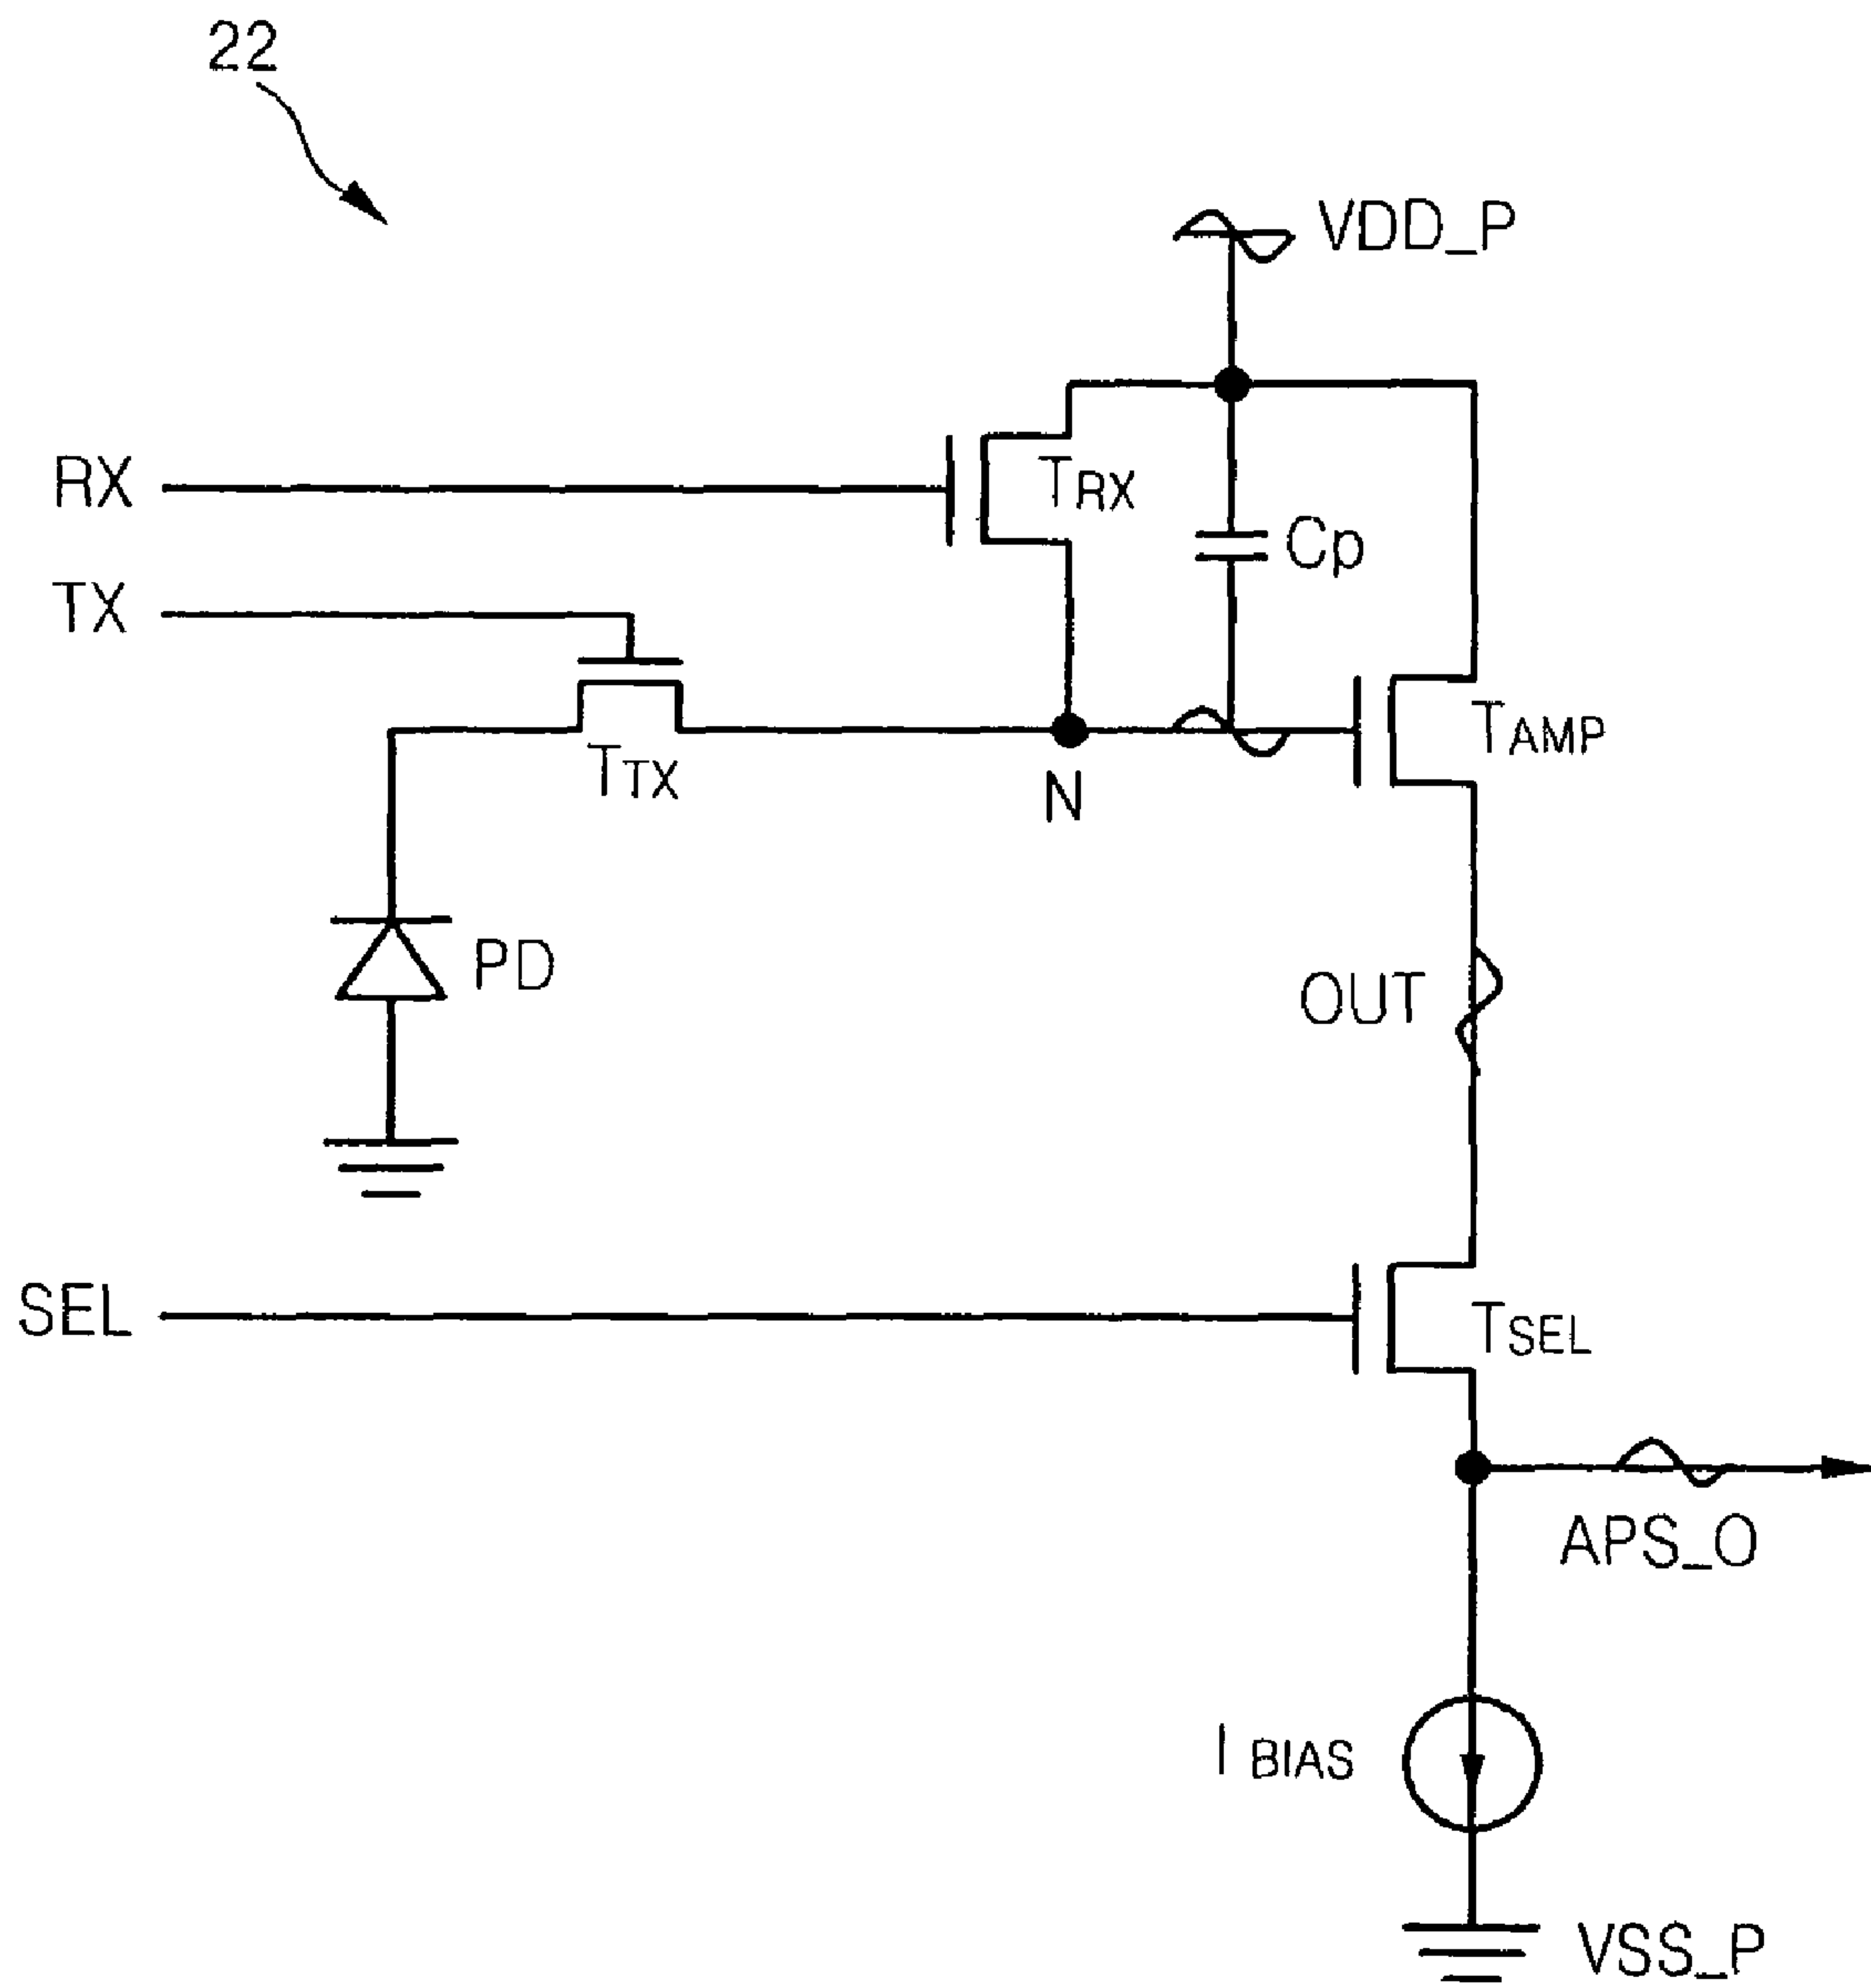 22
VDD_P
RX
TRX
Cp
TX
TTX
N
TAMP
PD
OUT
SEL
TSEL
APS_O
I BIAS
VSS_P